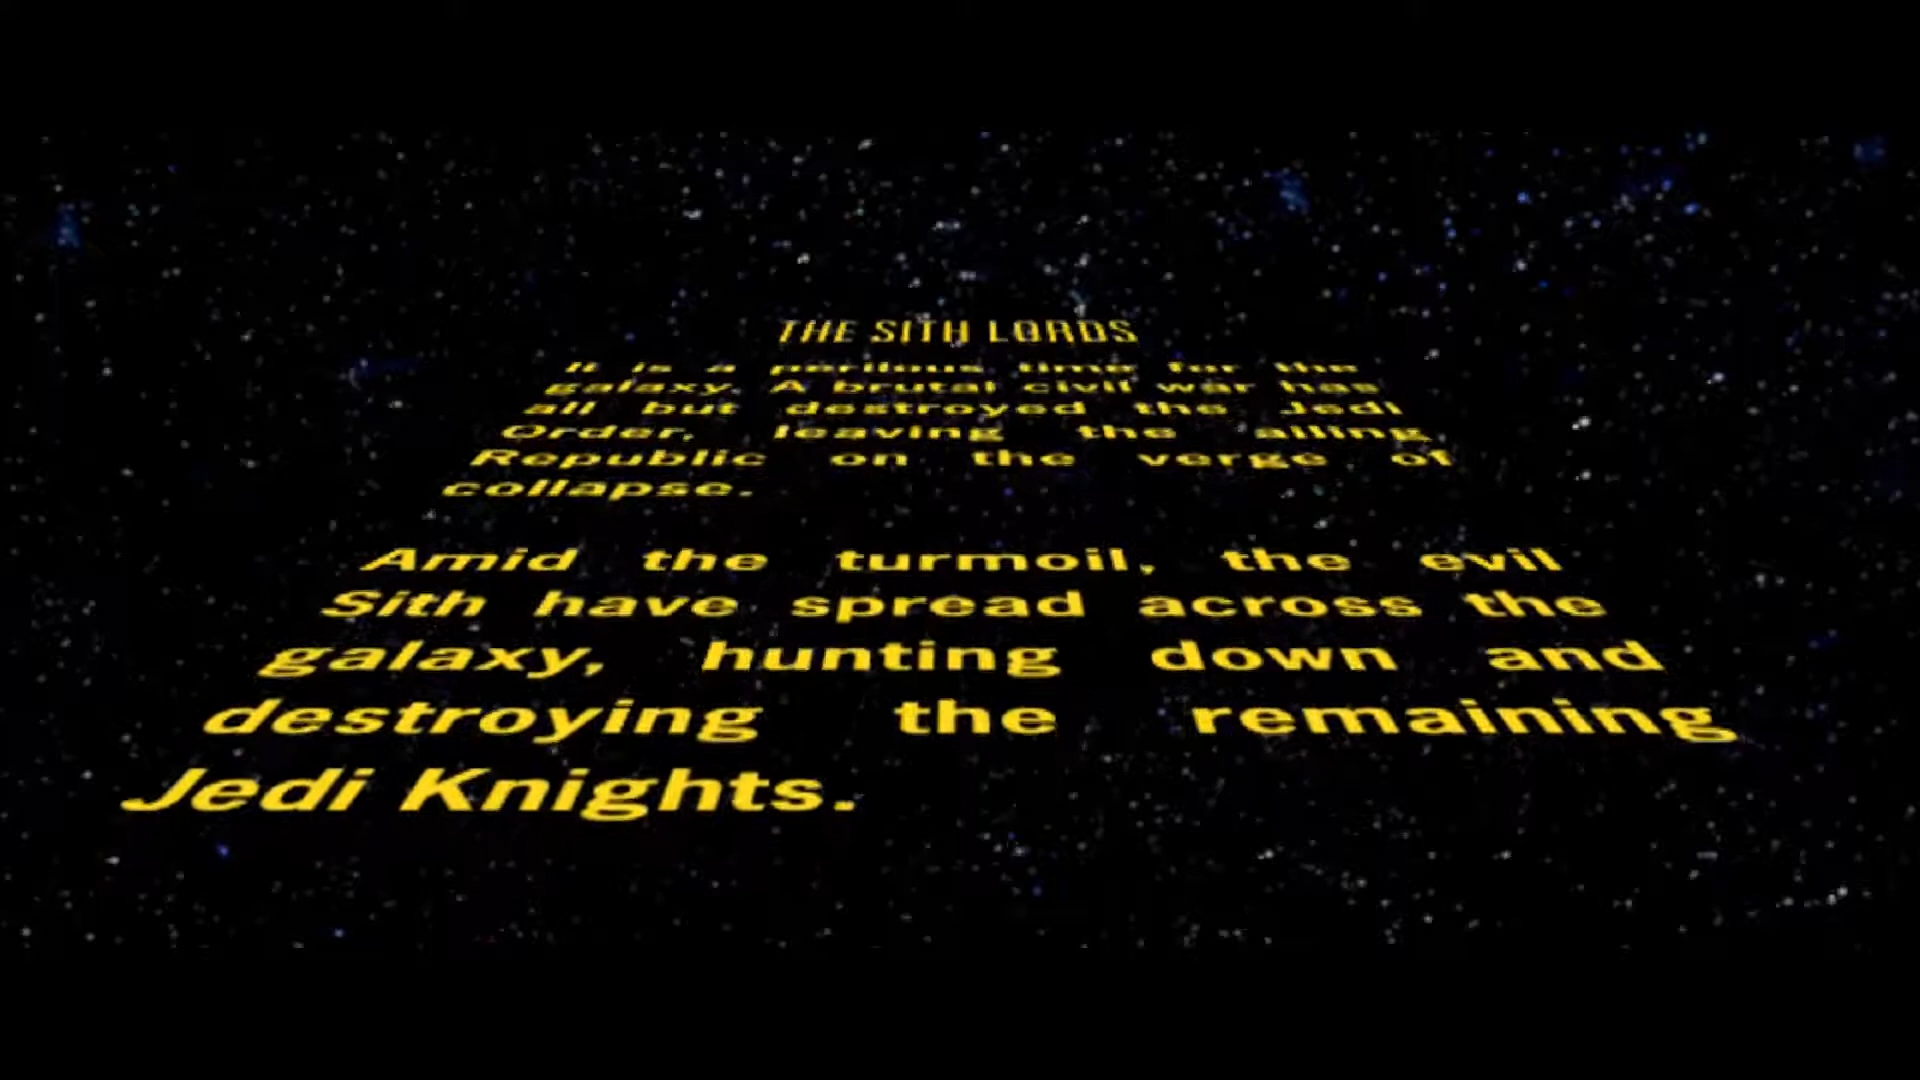 THE SITH LORDS
It is a perilous time for the
galaxy. A brutal civil war has
all but destroyed the Jedi
Order, leaving the ailing
Republic on the verge of
collapse.
Amid the turmoil, the evil
Sith have spread across the
galaxy, hunting down and
destroying the remaining
Jedi Knights.